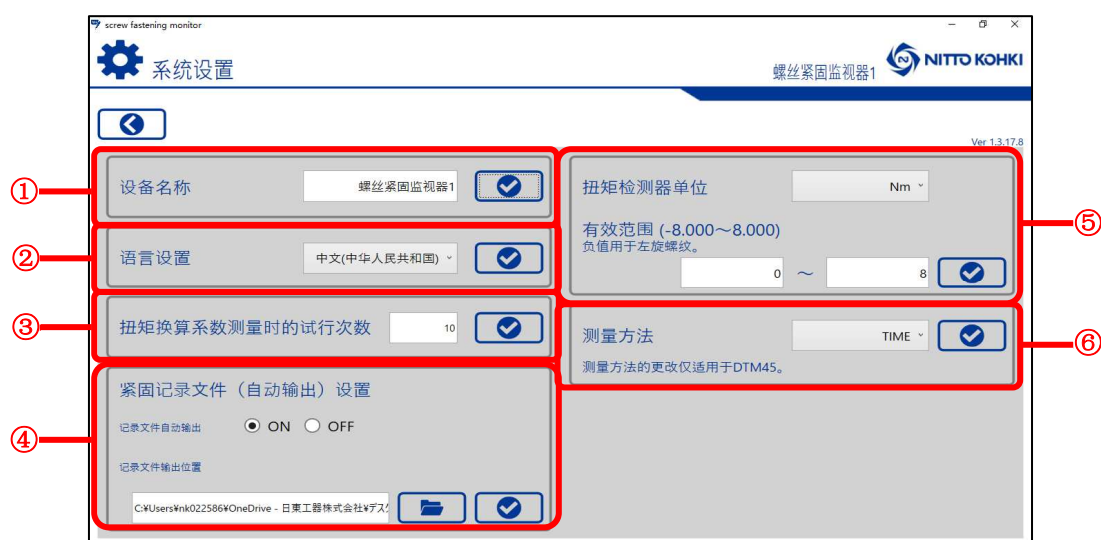 screw fastening monitor
系统设置
螺丝紧固监视器1
NITTO KOHKI
Ver 1.3.17.8
①
设备名称
螺丝紧固监视器1
②
语言设置
中文(中华人民共和国)
③
扭矩换算系数测量时的试行次数
10
④
紧固记录文件（自动输出）设置
记录文件自动输出
ON
OFF
记录文件输出位置
C:¥Users¥nk022586¥OneDrive - 日東工器株式会社¥デスク
⑤
扭矩检测器单位
Nm
有效范围 (-8.000～8.000)
负值用于左旋螺纹。
0 ～ 8
⑥
测量方法
TIME
测量方法的更改仅适用于DTM45。